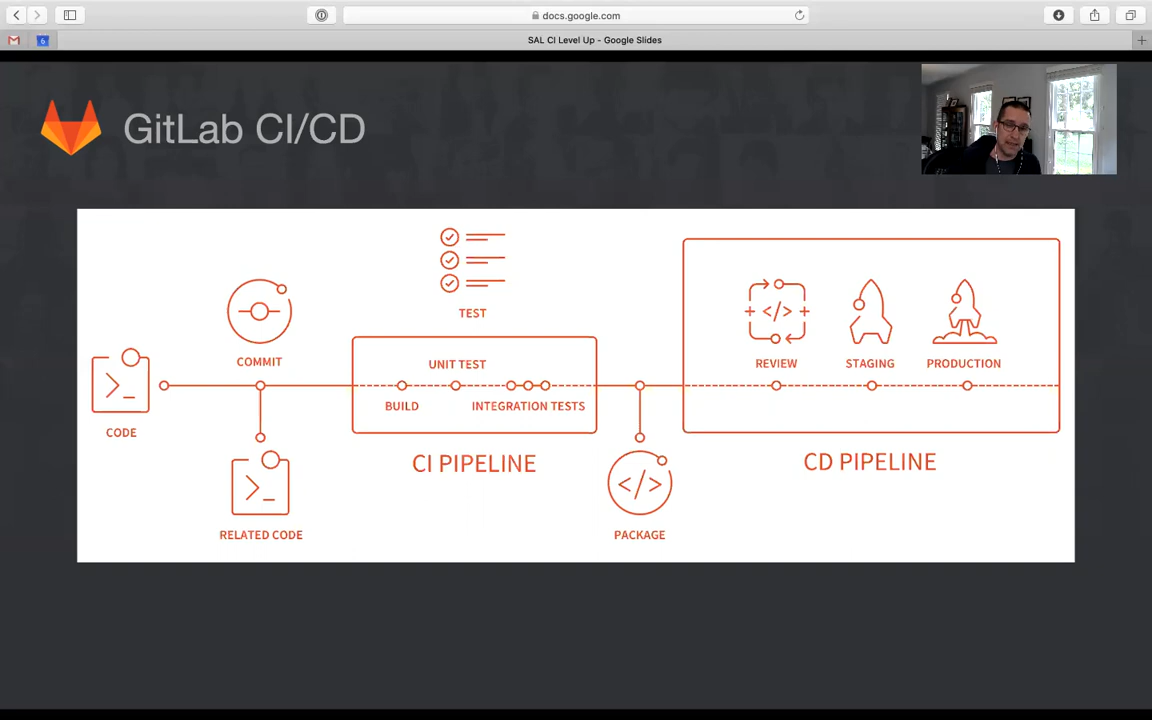 docs.google.com
SAL CI Level Up - Google Slides
GitLab CI/CD
TEST
COMMIT
UNIT TEST
REVIEW
STAGING
PRODUCTION
BUILD
INTEGRATION TESTS
CODE
CI PIPELINE
CD PIPELINE
RELATED CODE
PACKAGE